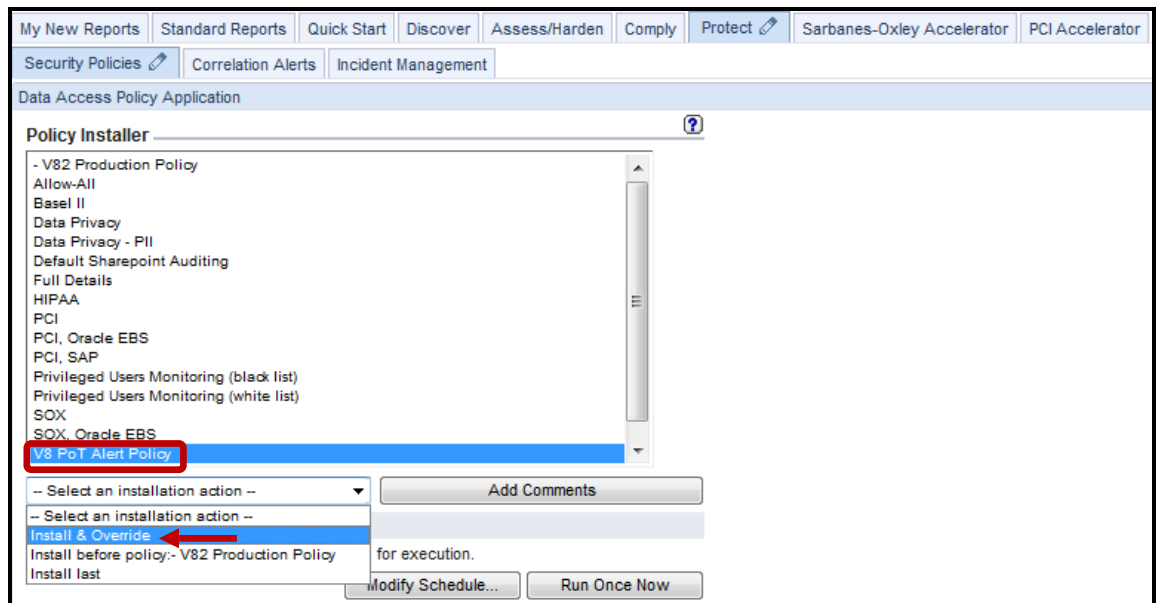 My New Reports Standard Reports Quick Start Discover Assess/Harden Comply Protect Sarbanes-Oxley Accelerator PCI Accelerator
Security Policies Correlation Alerts Incident Management
Data Access Policy Application
Policy Installer ?
- V82 Production Policy
Allow-All
Basel II
Data Privacy
Data Privacy - PII
Default Sharepoint Auditing
Full Details
HIPAA
PCI
PCI, Oracle EBS
PCI, SAP
Privileged Users Monitoring (black list)
Privileged Users Monitoring (white list)
SOX
SOX, Oracle EBS
V8 PoT Alert Policy
-- Select an installation action -- Add Comments
-- Select an installation action --
Install & Override
Install before policy:- V82 Production Policy for execution.
Install last
Modify Schedule... Run Once Now